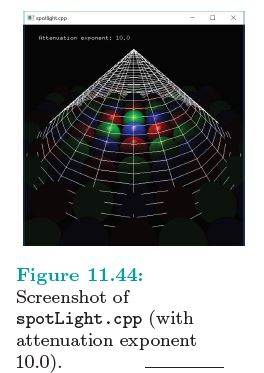 spotlight.cpp
Attenuation exponent: 10.0
Figure 11.44:
Screenshot of
spotLight.cpp (with
attenuation exponent
10.0).